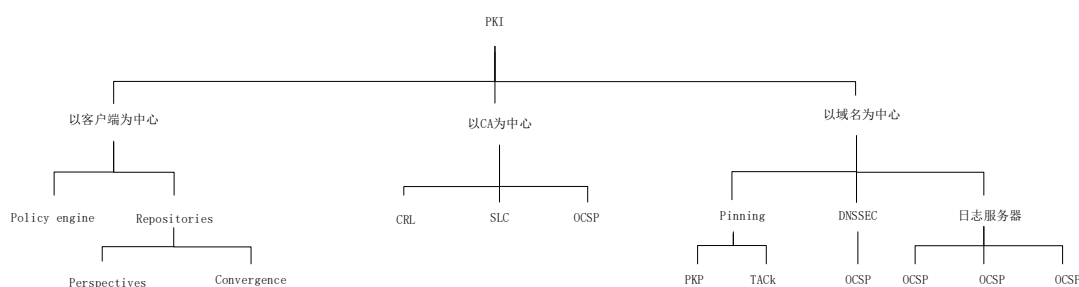 PKI
以客户端为中心
以CA为中心
以域名为中心
Policy engine
Repositories
CRL
SLC
OCSP
Pinning
DNSSEC
日志服务器
Perspectives
Convergence
PKP
TACk
OCSP
OCSP
OCSP
OCSP